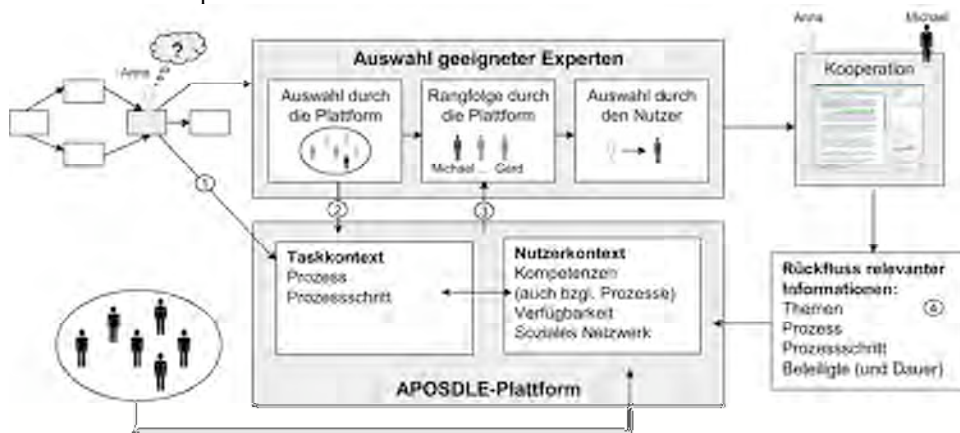 Anna
Michael
?
Anna
Auswahl geeigneter Experten
Kooperation
Auswahl durch
die Plattform
Rangfolge durch
die Plattform
Auswahl durch
den Nutzer
Michael ... Gerd
1
2
3
Taskkontext
Prozess
Prozessschritt
Nutzerkontext
Kompetenzen
(auch bzgl. Prozesse)
Verfügbarkeit
Soziales Netzwerk
Rückfluss relevanter
Informationen:
Themen
4
Prozess
Prozessschritt
Beteiligte (und Dauer)
APOSDLE-Plattform